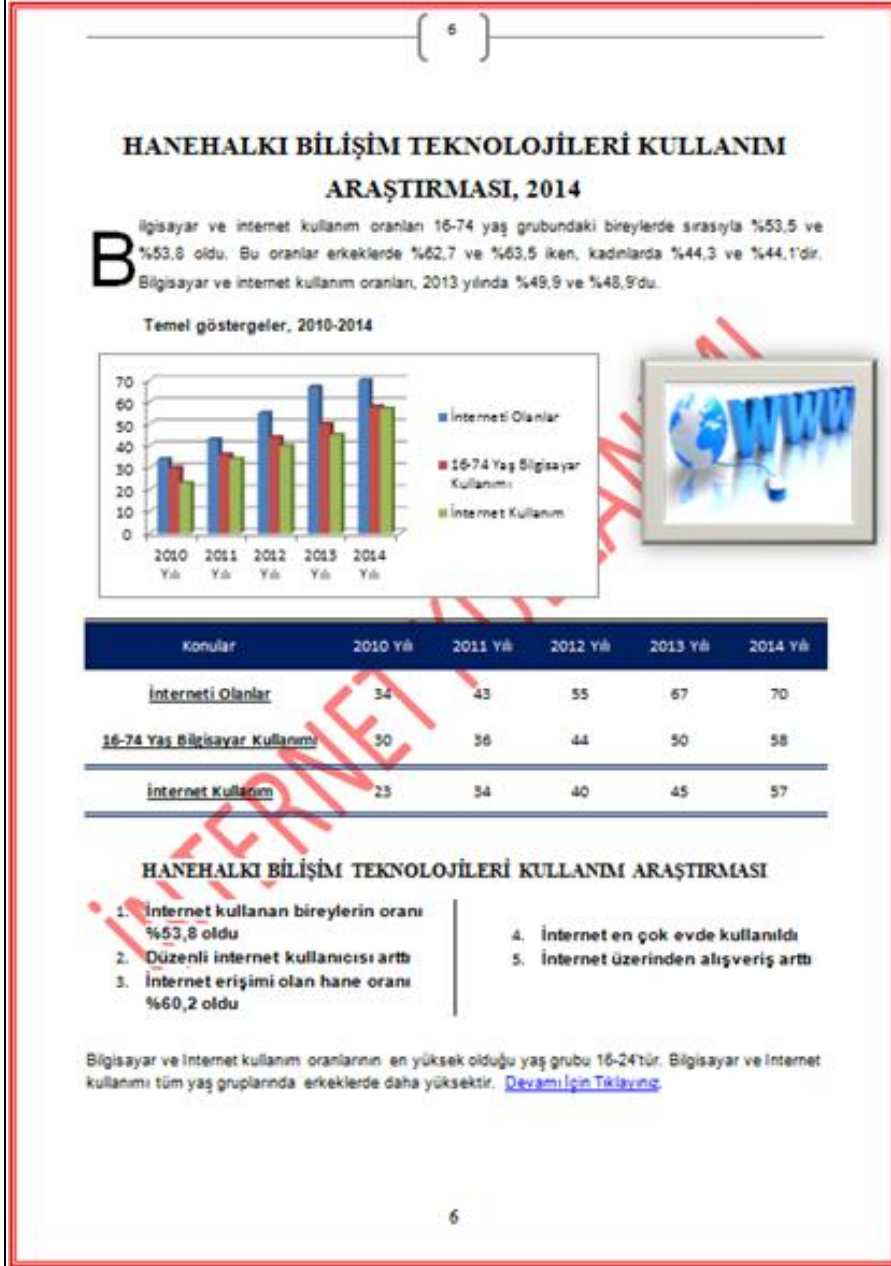 6
HANEHALKI BİLİŞİM TEKNOLOJİLERİ KULLANIM
ARAŞTIRMASI, 2014
Bilgisayar ve internet kullanım oranları 16-74 yaş grubundaki bireylerde sırasıyla %53,5 ve
%53,8 oldu. Bu oranlar erkeklerde %62,7 ve %63,5 iken, kadınlarda %44,3 ve %44,1'dir.
Bilgisayar ve internet kullanım oranları, 2013 yılında %49,9 ve %48,9'du.
Temel göstergeler, 2010-2014
70
60
50
40
30
20
10
0
2010 2011 2012 2013 2014
Yılı Yılı Yılı Yılı Yılı
İnterneti Olanlar
16-74 Yaş Bilgisayar
Kullanımı
İnternet Kullanım
WWW
Konular 2010 Yılı 2011 Yılı 2012 Yılı 2013 Yılı 2014 Yılı
İnterneti Olanlar 34 43 55 67 70
16-74 Yaş Bilgisayar Kullanımı 30 36 44 50 58
İnternet Kullanım 23 34 40 45 57
İNTERNET KULLANIMI
HANEHALKI BİLİŞİM TEKNOLOJİLERİ KULLANIM ARAŞTIRMASI
1. İnternet kullanan bireylerin oranı
%53,8 oldu
2. Düzenli internet kullanıcısı arttı
3. İnternet erişimi olan hane oranı
%60,2 oldu
4. İnternet en çok evde kullanıldı
5. İnternet üzerinden alışveriş arttı
Bilgisayar ve Internet kullanım oranlarının en yüksek olduğu yaş grubu 16-24'tür. Bilgisayar ve Internet
kullanımı tüm yaş gruplarında erkeklerde daha yüksektir. Devamı İçin Tıklayınız.
6